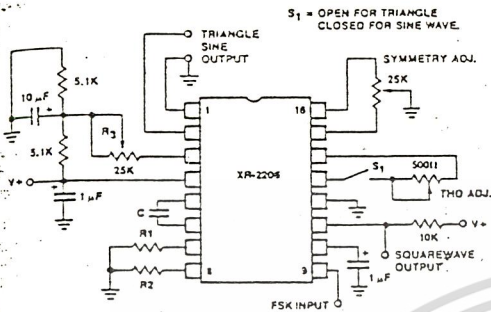 S₁ = OPEN FOR TRIANGLE
CLOSED FOR SINE WAVE.
TRIANGLE
SINE
OUTPUT
SYMMETRY ADJ.
25K
5.1K
10 µF
+
R3
25K
5.1K
V+
+
1 µF
C
R1
R2
1
8
16
9
XR-2206
S₁
500Ω
THD ADJ.
10K
V+
SQUAREWAVE
OUTPUT
+
1 µF
FSK INPUT